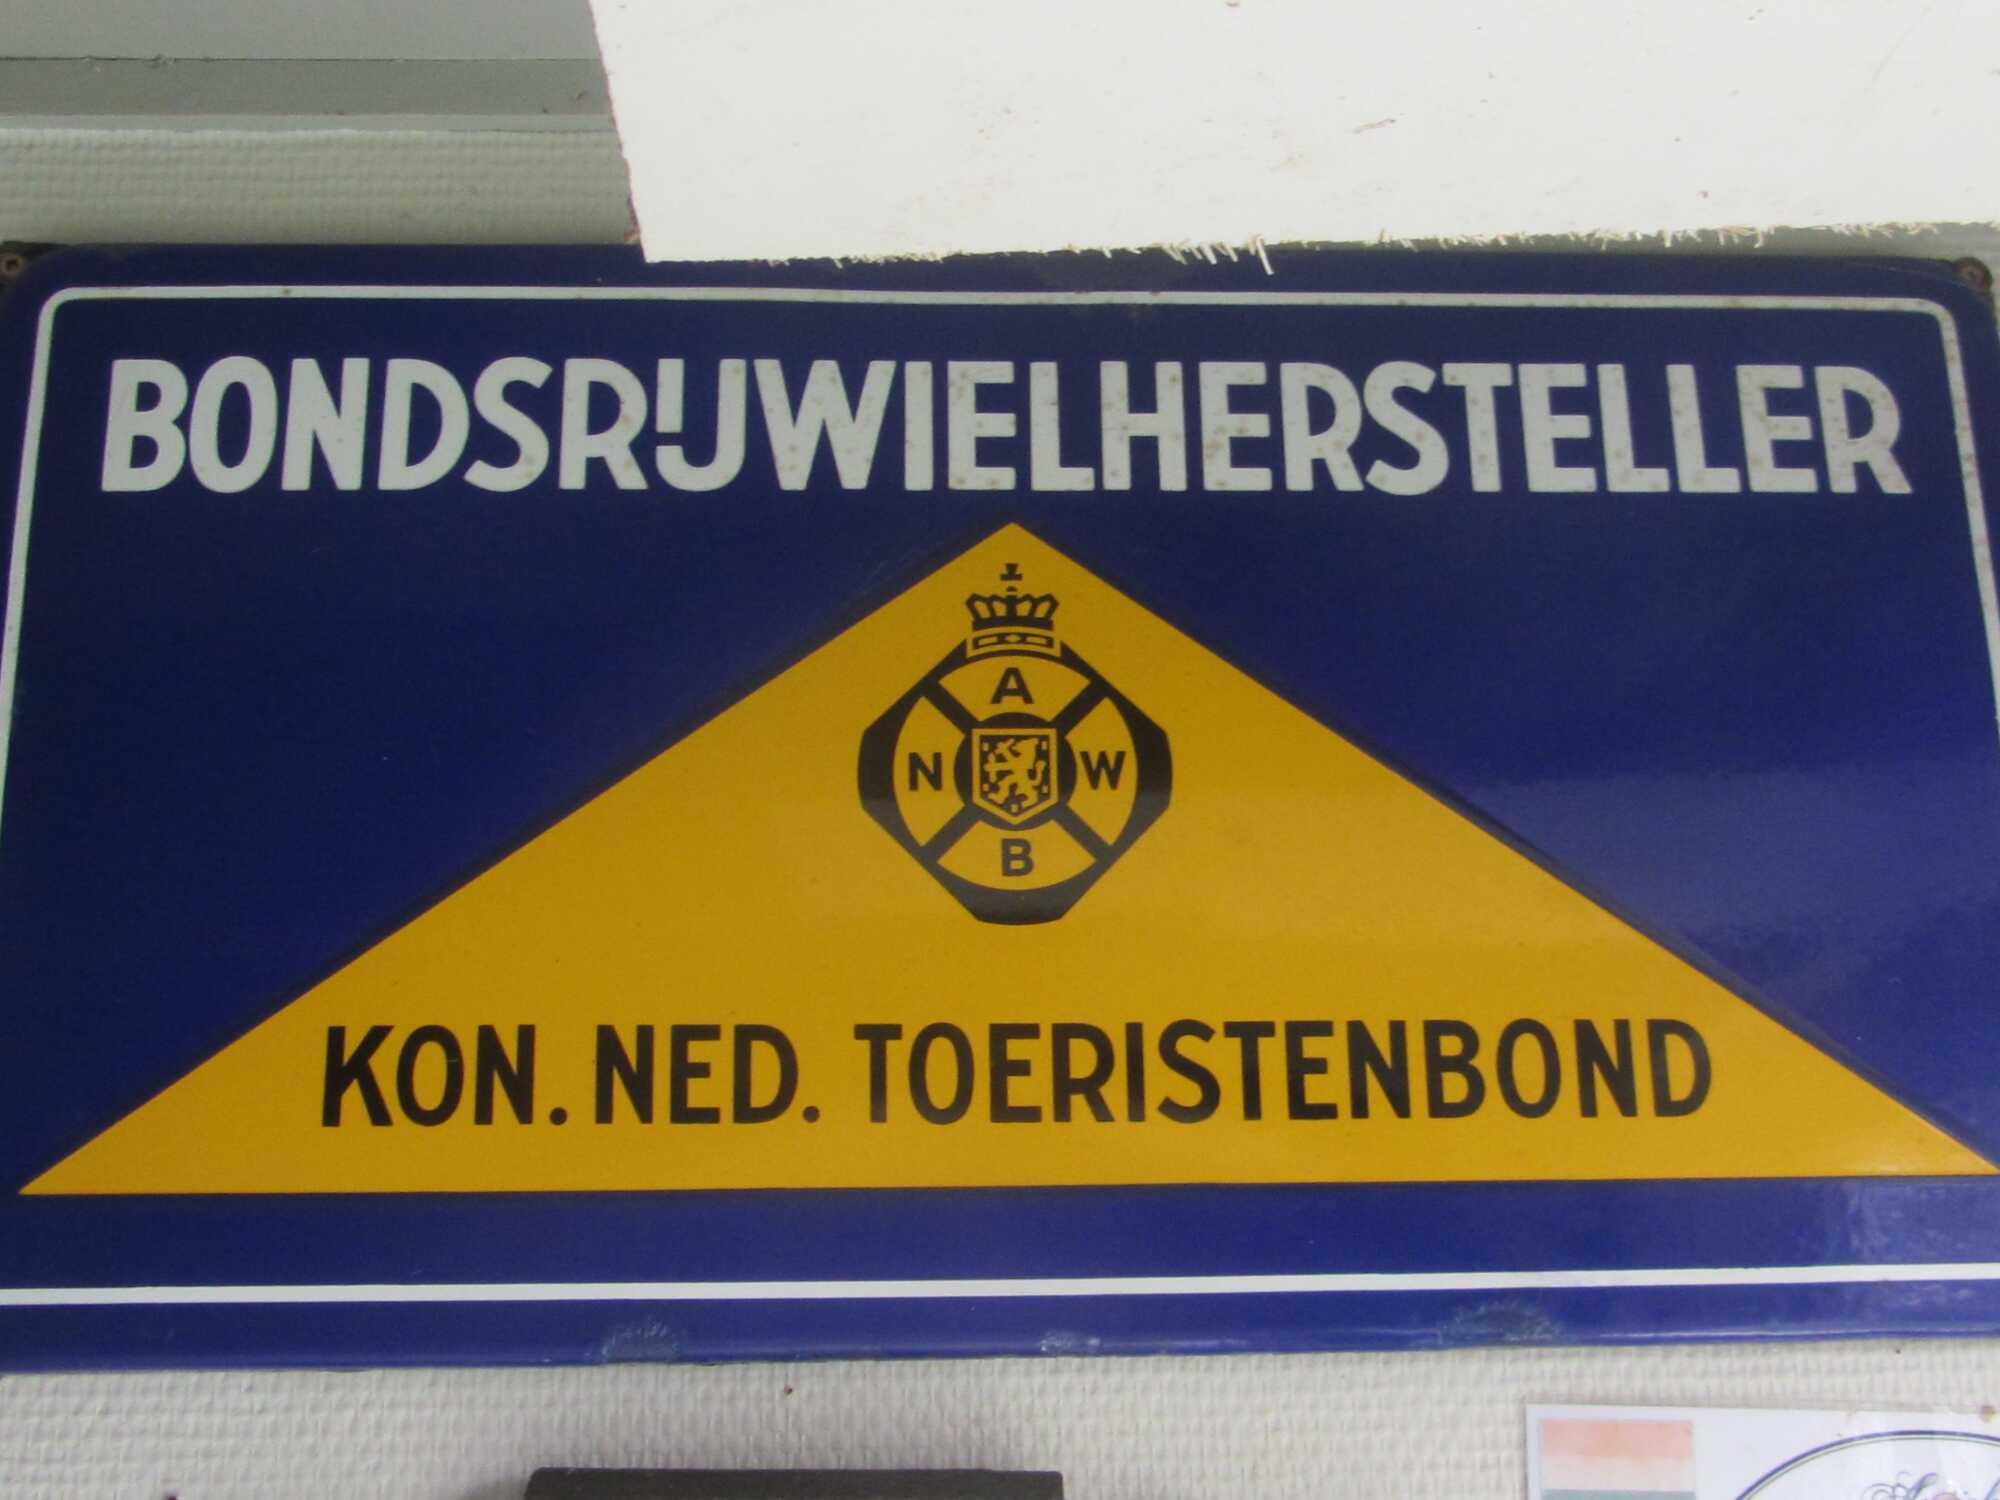 BONDSRIJWIELHERSTELLER
A
N W
B
KON. NED. TOERISTENBOND